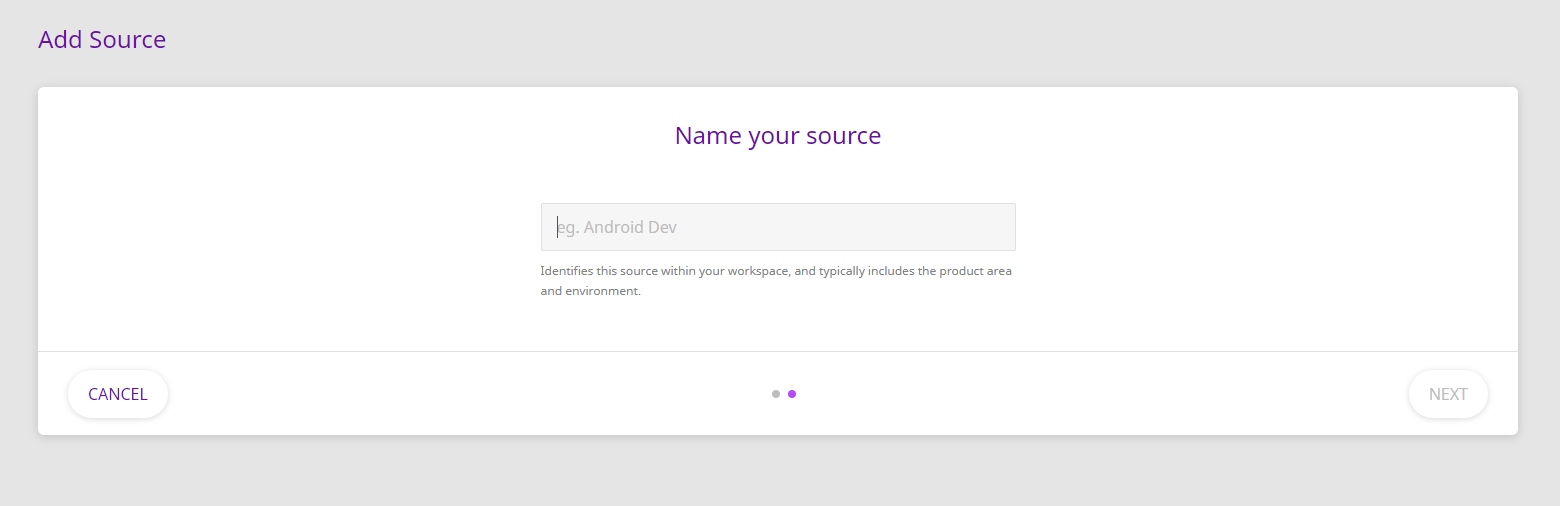 Add Source
Name your source
eg. Android Dev
Identifies this source within your workspace, and typically includes the product area
and environment.
CANCEL
NEXT